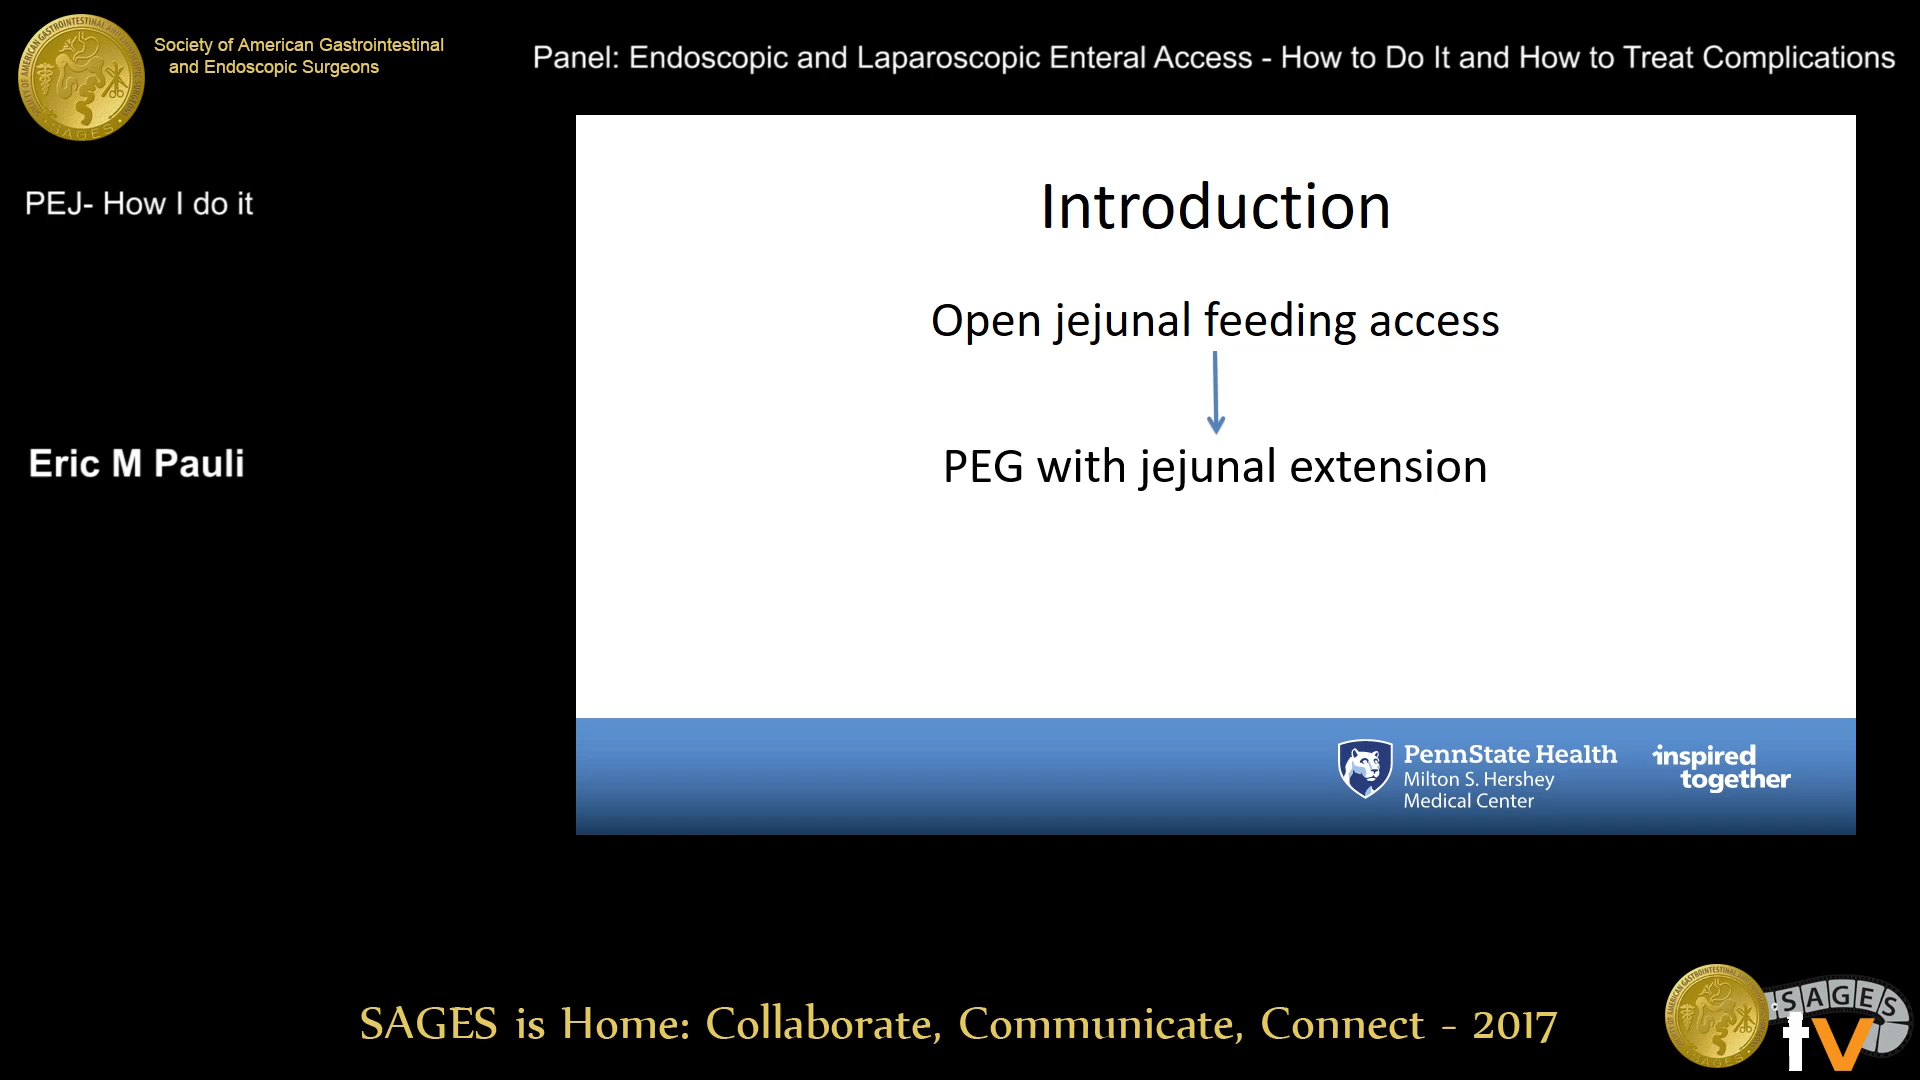 Society of American Gastrointestinal
and Endoscopic Surgeons
Panel: Endoscopic and Laparoscopic Enteral Access - How to Do It and How to Treat Complications
PEJ- How I do it
Eric M Pauli
Introduction
Open jejunal feeding access
PEG with jejunal extension
PennState Health
Milton S. Hershey
Medical Center
inspired
together
SAGES is Home: Collaborate, Communicate, Connect - 2017
SAGES
tv